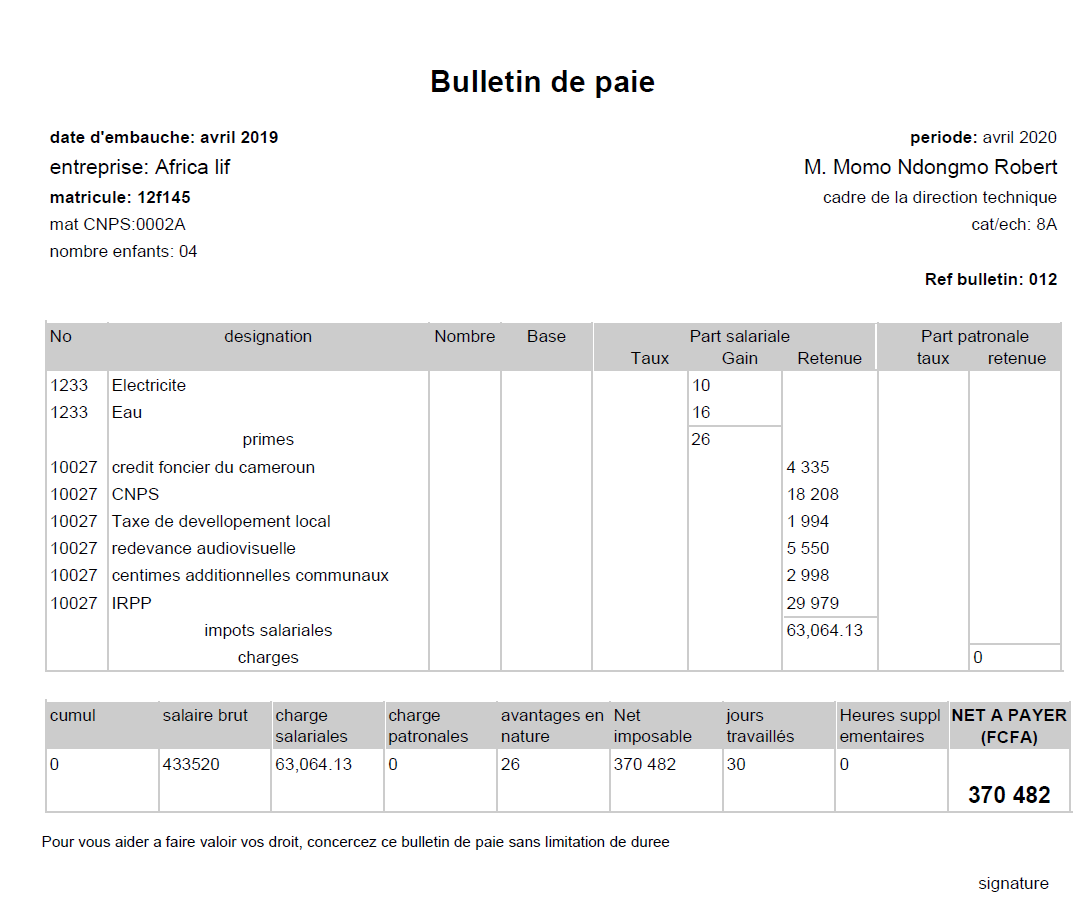 Bulletin de paie
date d'embauche: avril 2019 periode: avril 2020
entreprise: Africa lif M. Momo Ndongmo Robert
matricule: 12f145 cadre de la direction technique
mat CNPS:0002A cat/ech: 8A
nombre enfants: 04
Ref bulletin: 012
No designation Nombre Base Part salariale Part patronale
Taux Gain Retenue taux retenue
1233 Electricite 10
1233 Eau 16
primes 26
10027 credit foncier du cameroun 4 335
10027 CNPS 18 208
10027 Taxe de devellopement local 1 994
10027 redevance audiovisuelle 5 550
10027 centimes additionnelles communaux 2 998
10027 IRPP 29 979
impots salariales 63,064.13
charges 0
cumul salaire brut charge charge avantages en Net jours Heures suppl NET A PAYER
salariales patronales nature imposable travaillés ementaires (FCFA)
0 433520 63,064.13 0 26 370 482 30 0
370 482
Pour vous aider a faire valoir vos droit, concercez ce bulletin de paie sans limitation de duree
signature